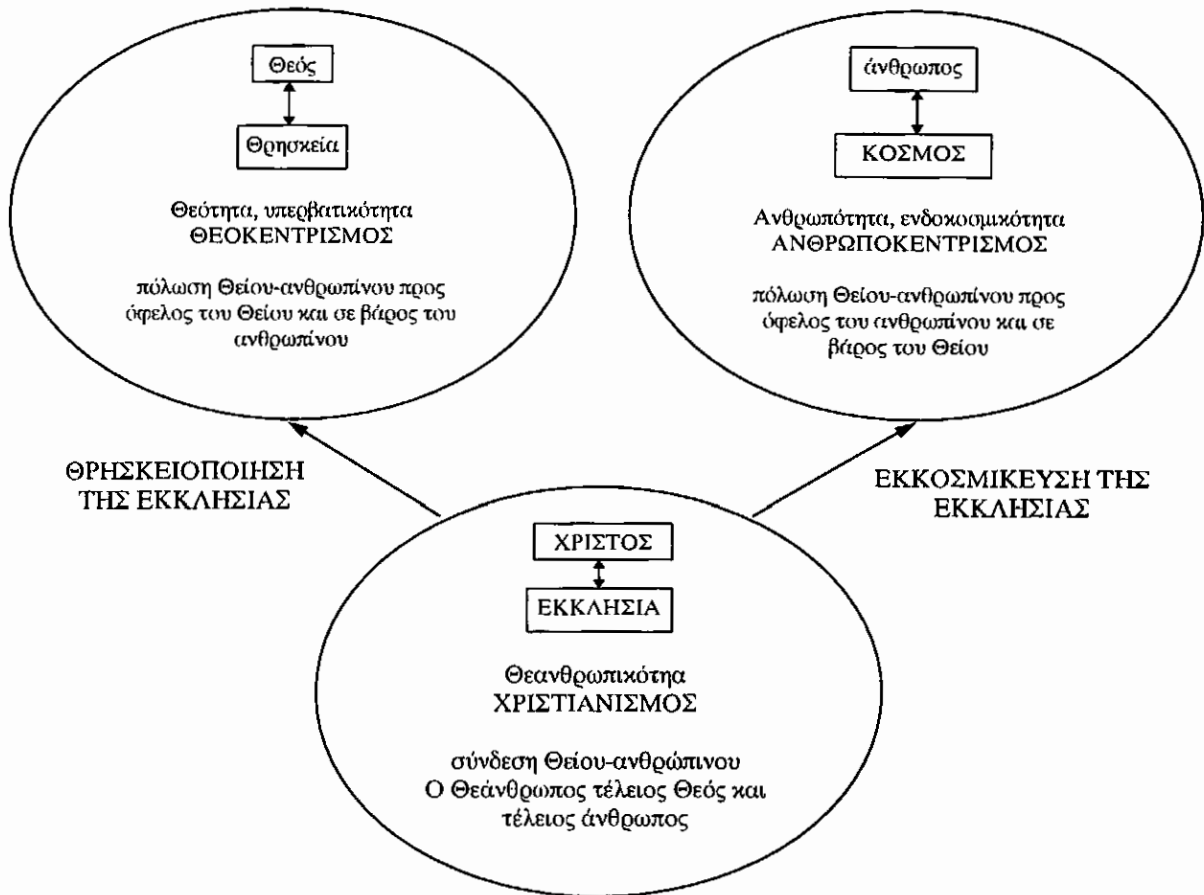 Θεός
Θρησκεία
Θεότητα, υπερβατικότητα
ΘΕΟΚΕΝΤΡΙΣΜΟΣ
πόλωση Θείου-ανθρωπίνου προς
όφελος του Θείου και σε βάρος του
ανθρωπίνου
άνθρωπος
ΚΟΣΜΟΣ
Ανθρωπότητα, ενδοκοσμικότητα
ΑΝΘΡΩΠΟΚΕΝΤΡΙΣΜΟΣ
πόλωση Θείου-ανθρωπίνου προς
όφελος του ανθρωπίνου και σε
βάρος του Θείου
ΘΡΗΣΚΕΙΟΠΟΙΗΣΗ
ΤΗΣ ΕΚΚΛΗΣΙΑΣ
ΕΚΚΟΣΜΙΚΕΥΣΗ ΤΗΣ
ΕΚΚΛΗΣΙΑΣ
ΧΡΙΣΤΟΣ
ΕΚΚΛΗΣΙΑ
Θεανθρωπικότηα
ΧΡΙΣΤΙΑΝΙΣΜΟΣ
σύνδεση Θείου-ανθρώπινου
Ο Θεάνθρωπος τέλειος Θεός και
τέλειος άνθρωπος